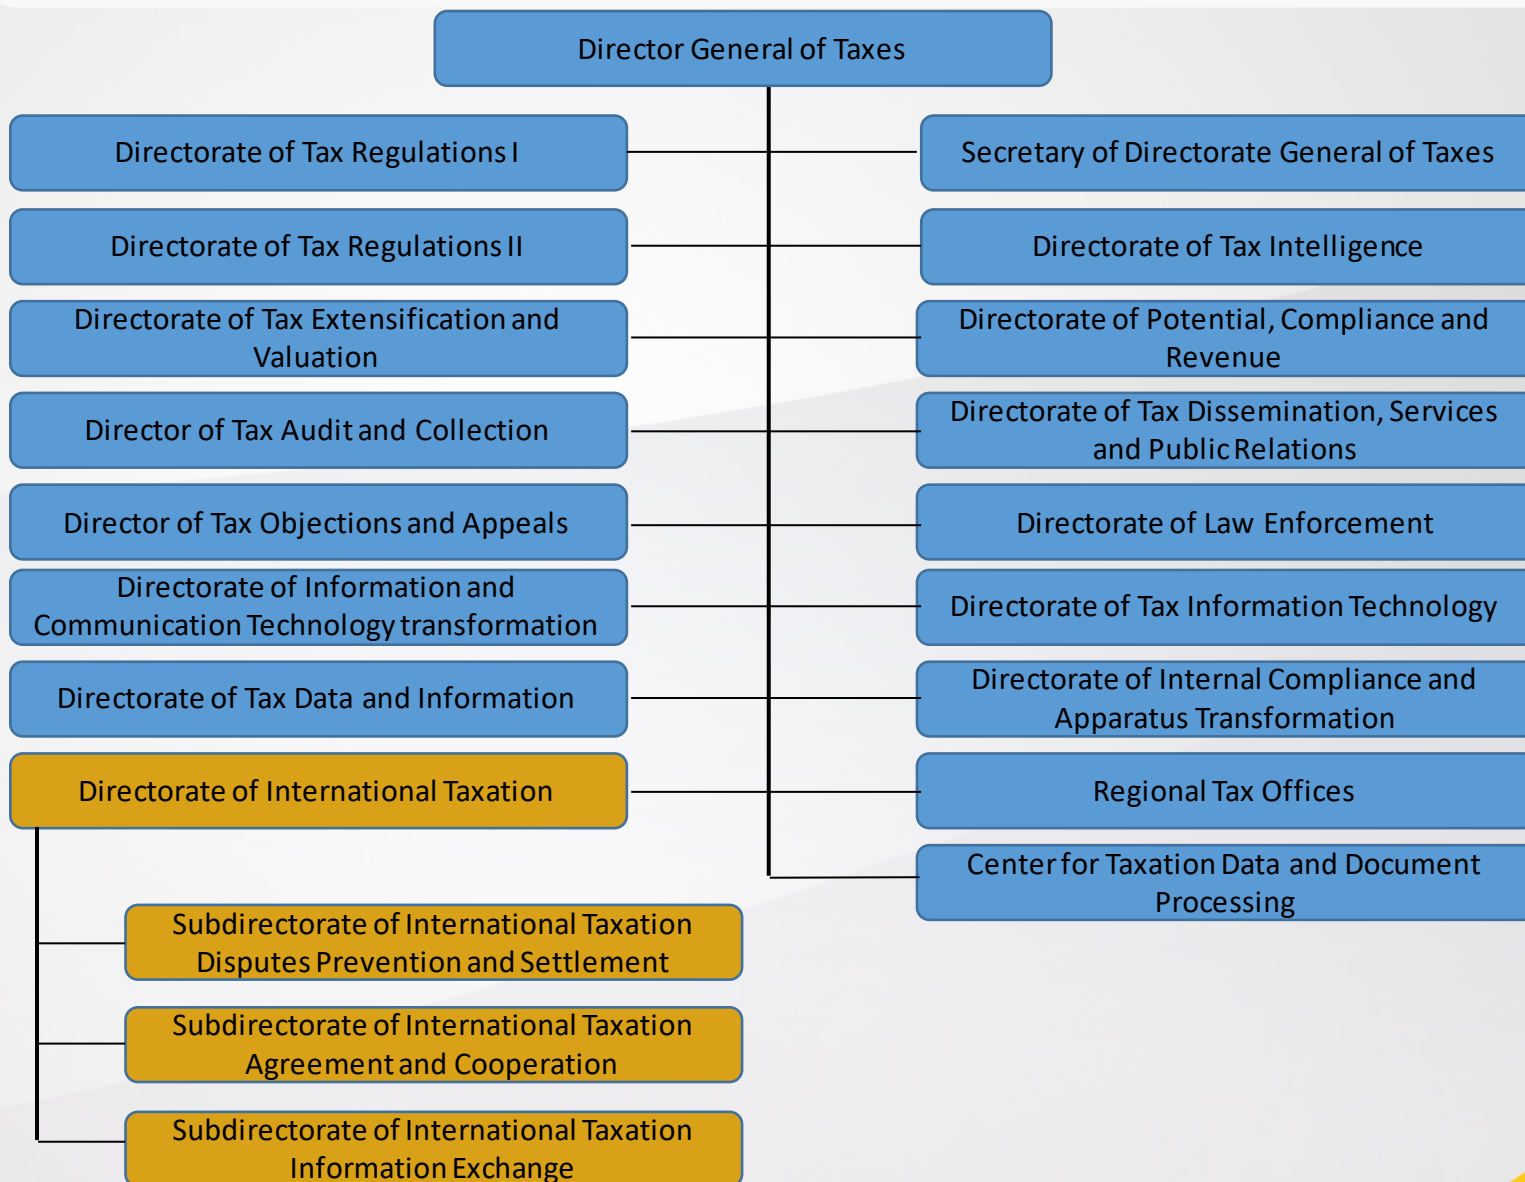 Director General of Taxes
Directorate of Tax Regulations I
Secretary of Directorate General of Taxes
Directorate of Tax Regulations II
Directorate of Tax Intelligence
Directorate of Tax Extensification and
Valuation
Directorate of Potential, Compliance and
Revenue
Director of Tax Audit and Collection
Directorate of Tax Dissemination, Services
and Public Relations
Director of Tax Objections and Appeals
Directorate of Law Enforcement
Directorate of Information and
Communication Technology transformation
Directorate of Tax Information Technology
Directorate of Tax Data and Information
Directorate of Internal Compliance and
Apparatus Transformation
Directorate of International Taxation
Regional Tax Offices
Center for Taxation Data and Document
Processing
Subdirectorate of International Taxation
Disputes Prevention and Settlement
Subdirectorate of International Taxation
Agreement and Cooperation
Subdirectorate of International Taxation
Information Exchange